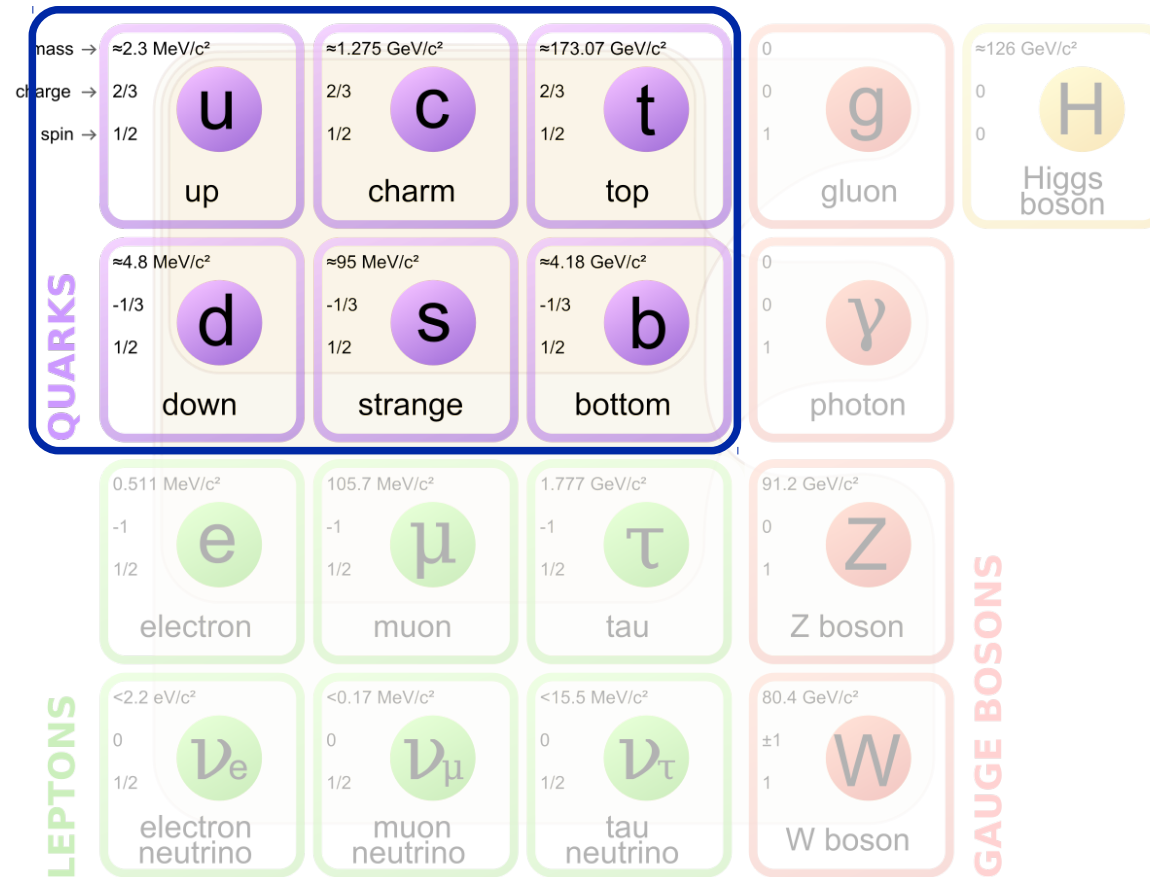 mass → ≈2.3 MeV/c² ≈1.275 GeV/c² ≈173.07 GeV/c² 0 ≈126 GeV/c²
charge → 2/3 2/3 2/3 0 0
spin → 1/2 1/2 1/2 1 0
u c t g H
up charm top gluon Higgs
boson
QUARKS
≈4.8 MeV/c² ≈95 MeV/c² ≈4.18 GeV/c² 0
-1/3 -1/3 -1/3 0
1/2 1/2 1/2 1
d s b γ
down strange bottom photon
0.511 MeV/c² 105.7 MeV/c² 1.777 GeV/c² 91.2 GeV/c²
-1 -1 -1 0
1/2 1/2 1/2 1
e μ τ Z
electron muon tau Z boson
LEPTONS
<2.2 eV/c² <0.17 MeV/c² <15.5 MeV/c² 80.4 GeV/c²
0 0 0 ±1
1/2 1/2 1/2 1
νe νμ ντ W
electron muon tau W boson
neutrino neutrino neutrino
GAUGE BOSONS